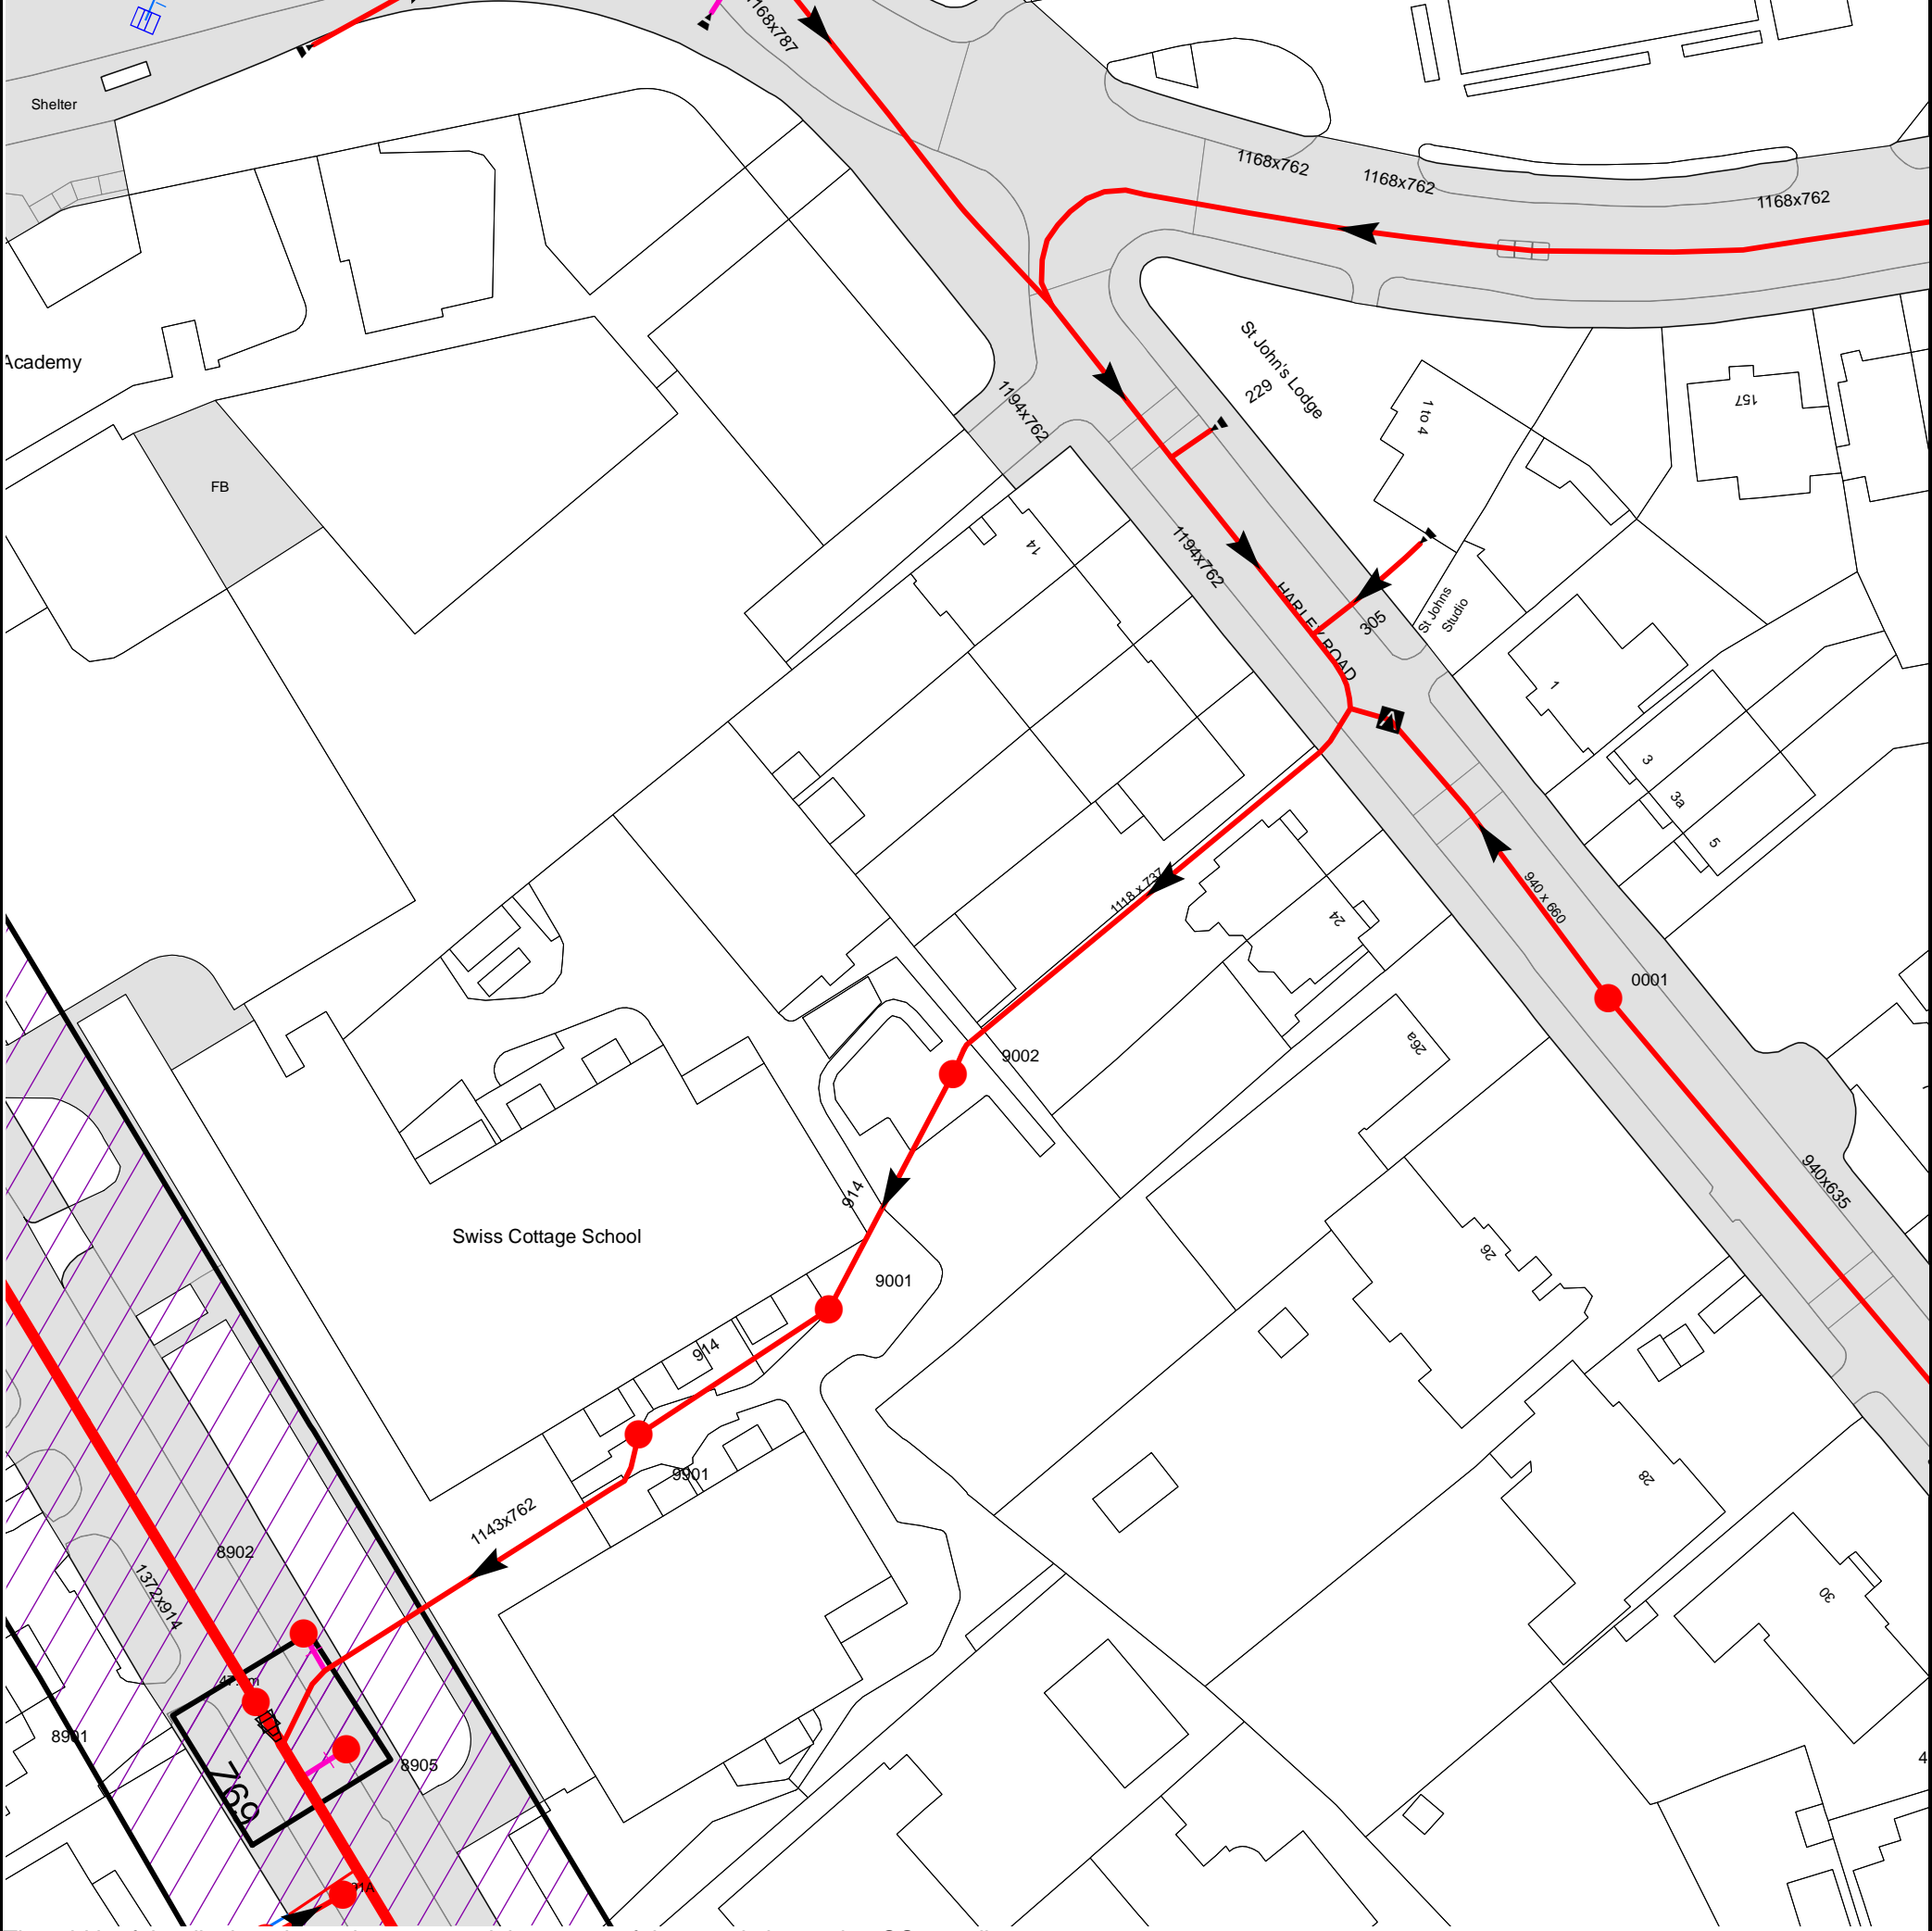 1168x787
Shelter
1168x762
1168x762
1168x762
Academy
St John's Lodge
229
1194x762
1 to 4
157
FB
14
1194x762
HARLEY ROAD
305
St Johns
Studio
1
3
3a
5
1118 x 737
940 x 660
24
0001
9002
26a
914
940x635
Swiss Cottage School
26
9001
914
9901
28
1143x762
8902
1372x914
30
8901
8905
769
4